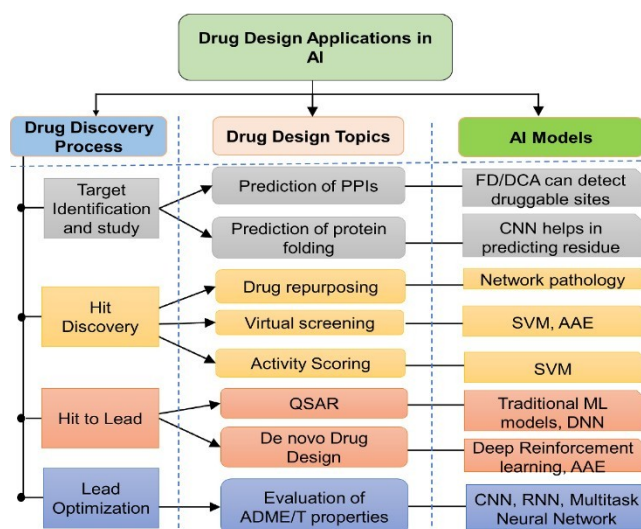 Drug Design Applications in
AI
Drug Discovery
Process
Drug Design Topics
AI Models
Target
Identification
and study
Prediction of PPIs
FD/DCA can detect
druggable sites
Prediction of protein
folding
CNN helps in
predicting residue
Hit
Discovery
Drug repurposing
Network pathology
Virtual screening
SVM, AAE
Activity Scoring
SVM
Hit to Lead
QSAR
Traditional ML
models, DNN
De novo Drug
Design
Deep Reinforcement
learning, AAE
Lead
Optimization
Evaluation of
ADME/T properties
CNN, RNN, Multitask
Neural Network